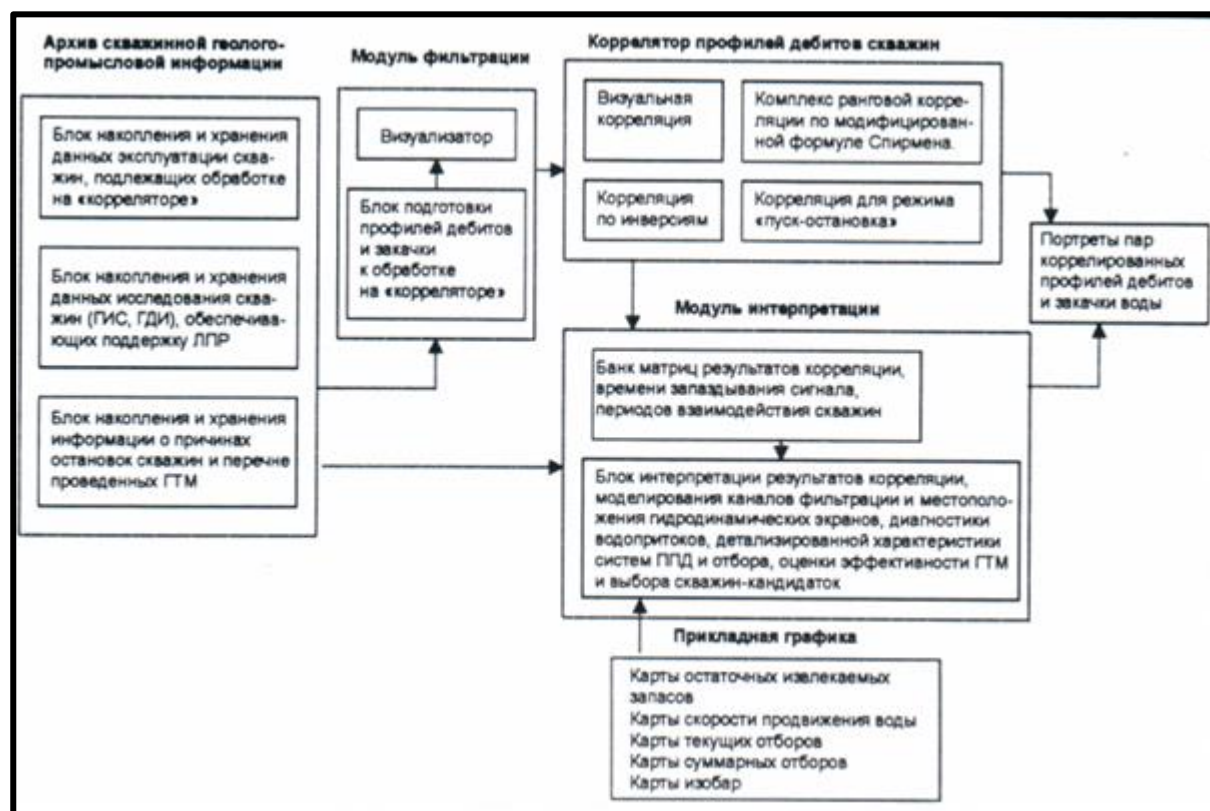 Архив скважинной геолого-
промысловой информации
Блок накопления и хранения
данных эксплуатации сква-
жин, подлежащих обработке
на «корреляторе»
Блок накопления и хранения
данных исследования сква-
жин (ГИС, ГДИ), обеспечива-
ющих поддержку ЛПР
Блок накопления и хранения
информации о причинах
остановок скважин и перечне
проведенных ГТМ
Модуль фильтрации
Визуализатор
Блок подготовки
профилей дебитов
и закачки
к обработке
на «корреляторе»
Коррелятор профилей дебитов скважин
Визуальная
корреляция
Комплекс ранговой корре-
ляции по модифицирован-
ной формуле Спирмена.
Корреляция
по инверсиям
Корреляция для режима
«пуск-остановка»
Портреты пар
коррелированных
профилей дебитов
и закачки воды
Модуль интерпретации
Банк матриц результатов корреляции,
времени запаздывания сигнала,
периодов взаимодействия скважин
Блок интерпретации результатов корреляции,
моделирования каналов фильтрации и местополо-
жения гидродинамических экранов, диагностики
водопритоков, детализированной характеристики
систем ППД и отбора, оценки эффективности ГТМ
и выбора скважин-кандидаток
Прикладная графика
Карты остаточных извлекаемых
запасов
Карты скорости продвижения воды
Карты текущих отборов
Карты суммарных отборов
Карты изобар